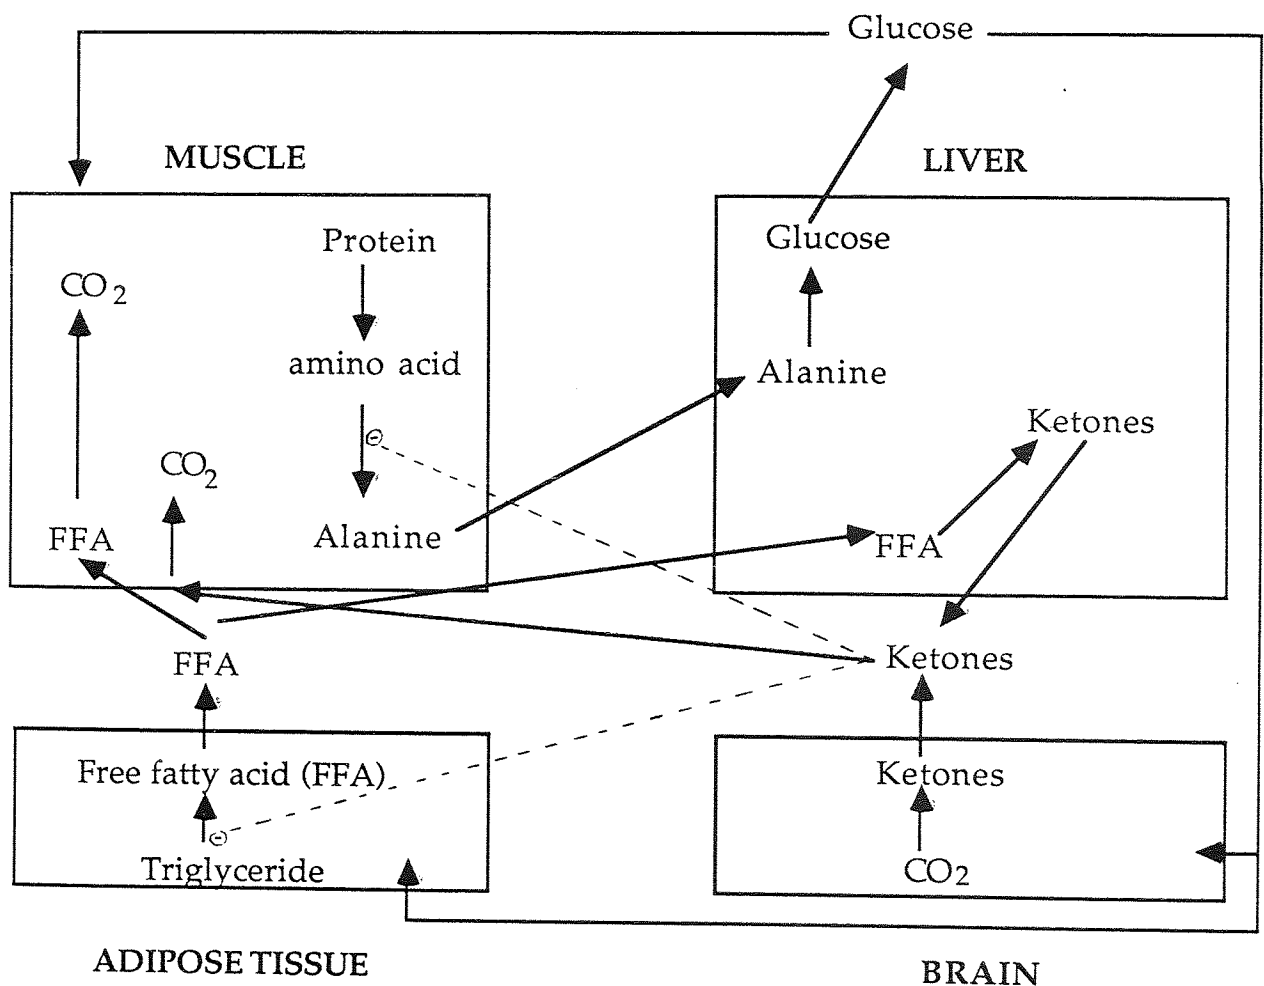 Glucose
MUSCLE
LIVER
Protein
Glucose
CO2
amino acid
Alanine
Ketones
CO2
FFA
Alanine
FFA
FFA
Ketones
Free fatty acid (FFA)
Ketones
Triglyceride
CO2
ADIPOSE TISSUE
BRAIN